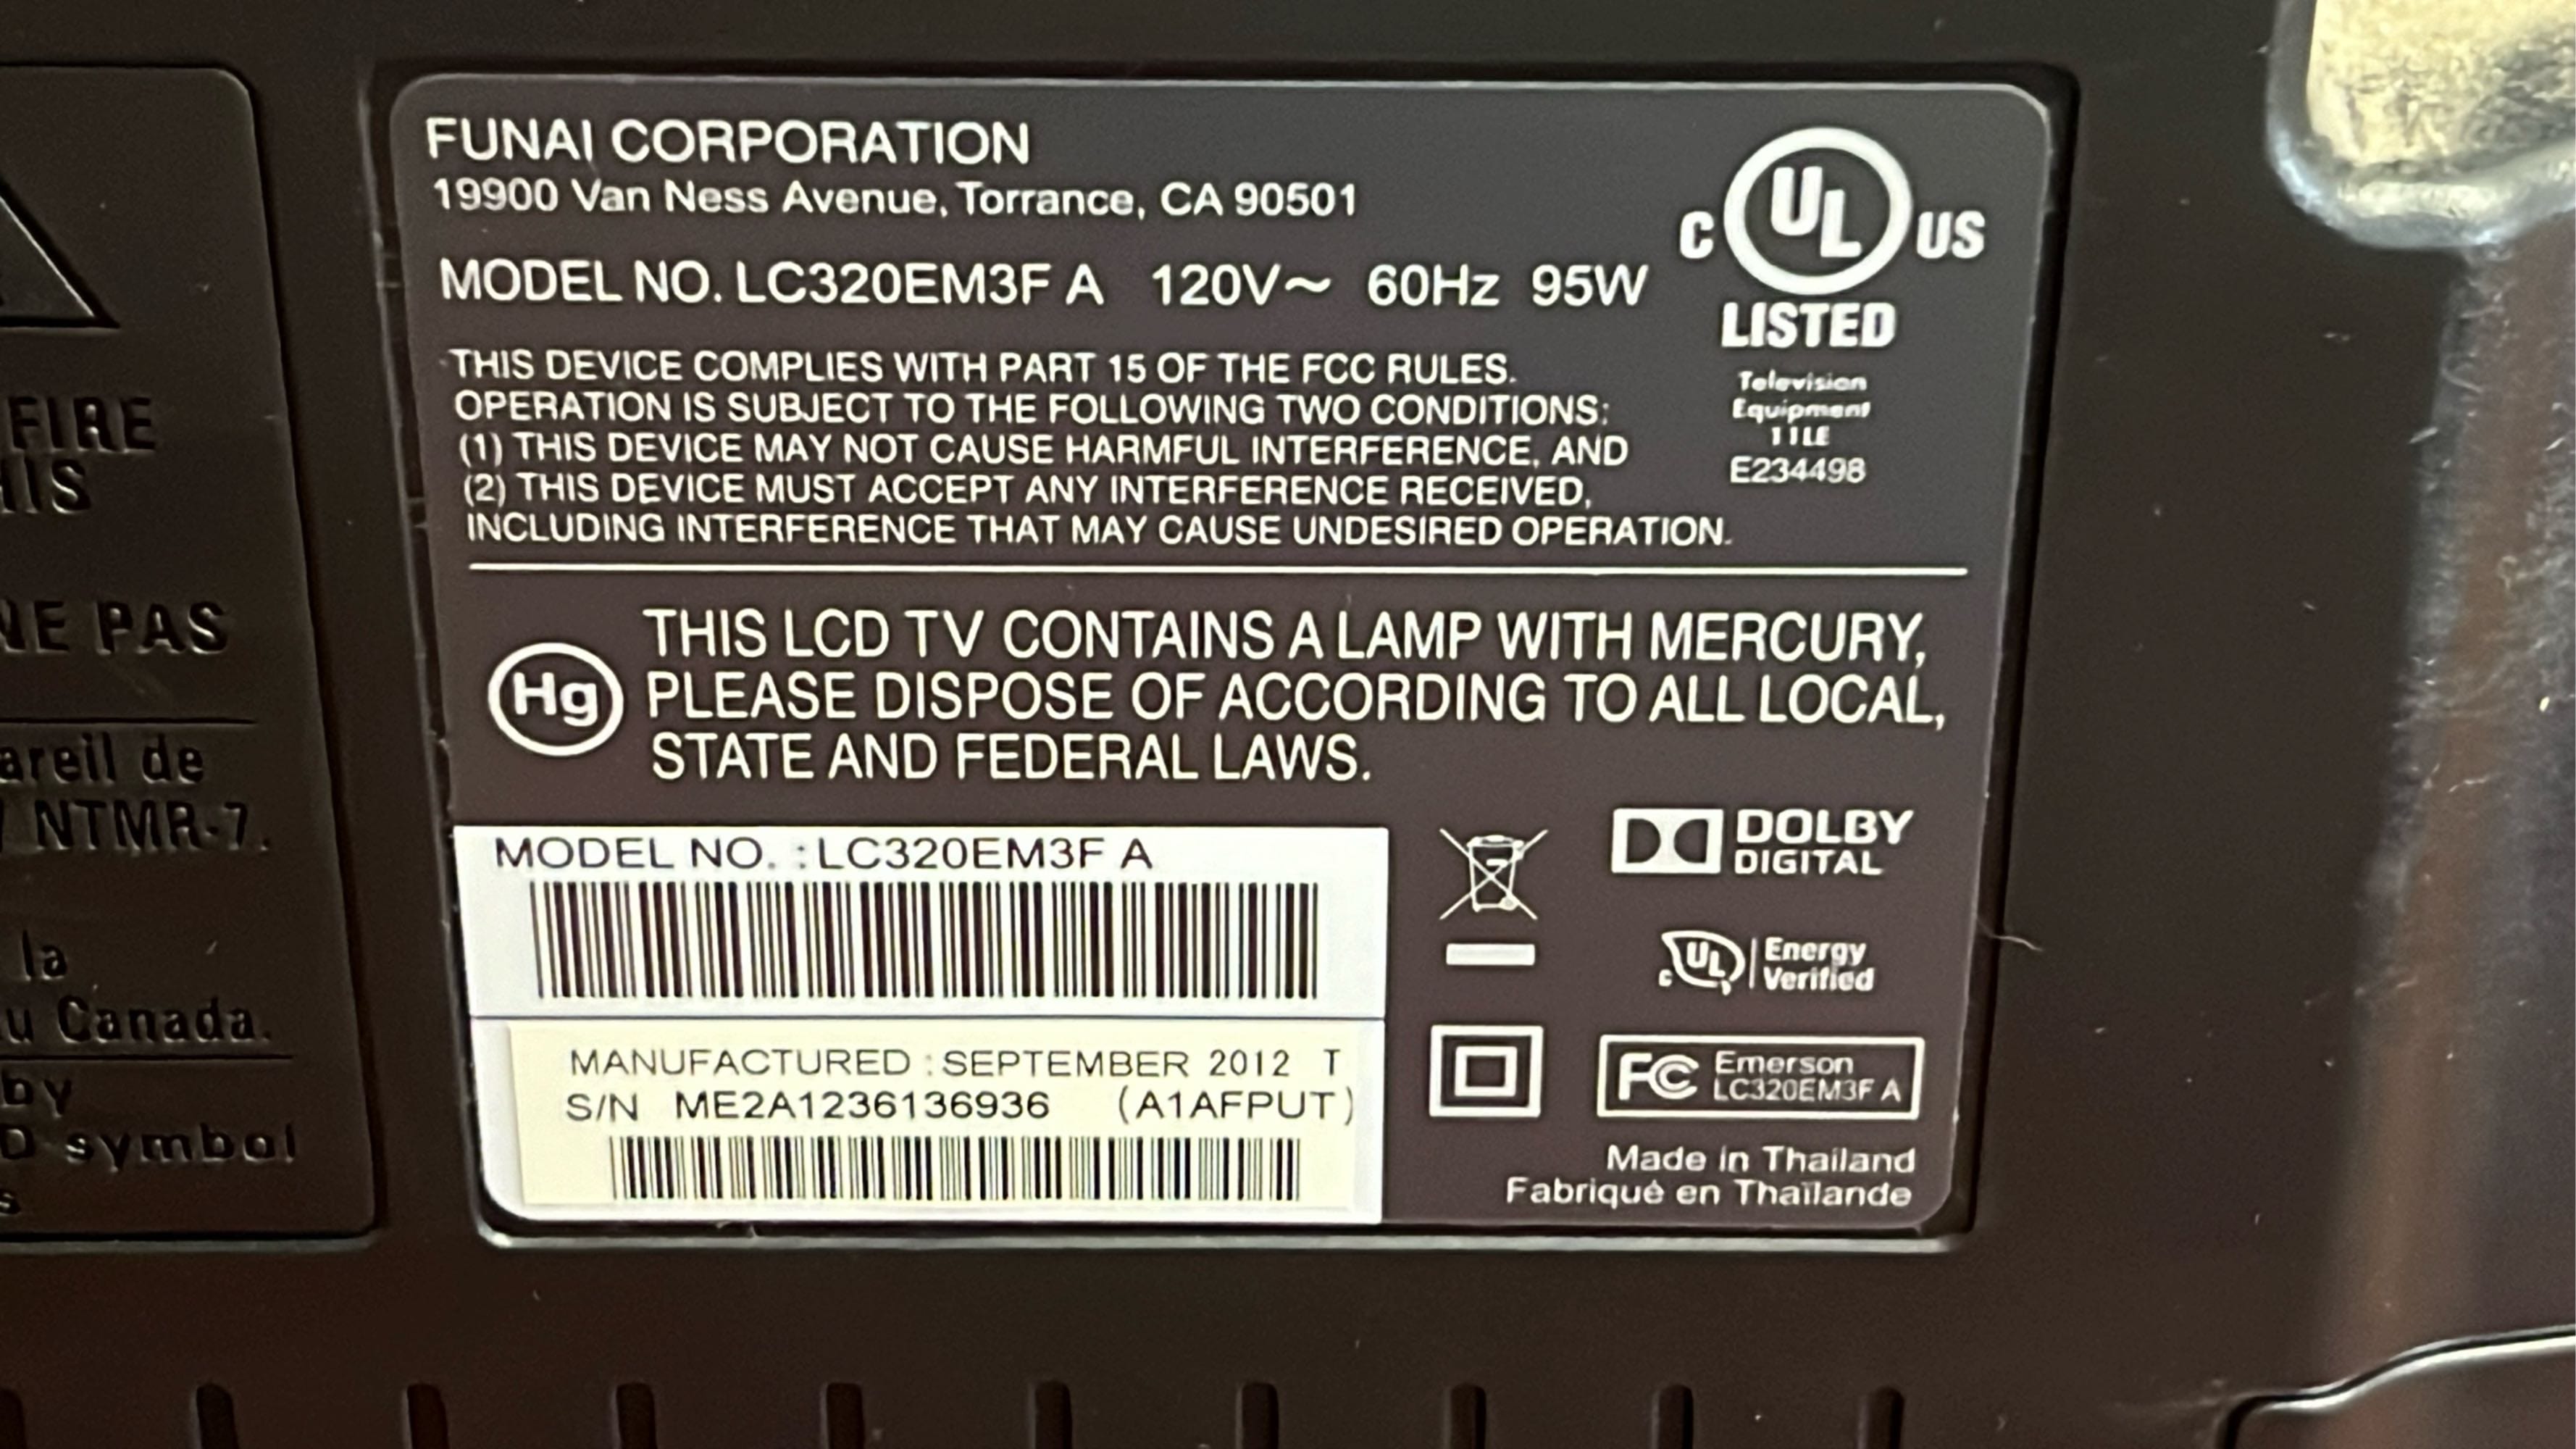 FUNAI CORPORATION
19900 Van Ness Avenue, Torrance, CA 90501
MODEL NO. LC320EM3F A 120V~ 60Hz 95W
C UL US
LISTED
Television
Equipment
11LE
E234498
THIS DEVICE COMPLIES WITH PART 15 OF THE FCC RULES.
OPERATION IS SUBJECT TO THE FOLLOWING TWO CONDITIONS:
(1) THIS DEVICE MAY NOT CAUSE HARMFUL INTERFERENCE, AND
(2) THIS DEVICE MUST ACCEPT ANY INTERFERENCE RECEIVED,
INCLUDING INTERFERENCE THAT MAY CAUSE UNDESIRED OPERATION.
Hg
THIS LCD TV CONTAINS A LAMP WITH MERCURY,
PLEASE DISPOSE OF ACCORDING TO ALL LOCAL,
STATE AND FEDERAL LAWS.
MODEL NO. :LC320EM3F A
MANUFACTURED :SEPTEMBER 2012 T
S/N ME2A1236136936 (A1AFPUT)
DOLBY
DIGITAL
c UL Energy
Verified
FC Emerson
LC320EM3F A
Made in Thailand
Fabriqué en Thaïlande
FIRE
HIS
NE PAS
areil de
NTMR-7.
la
u Canada.
by
D symbol
s